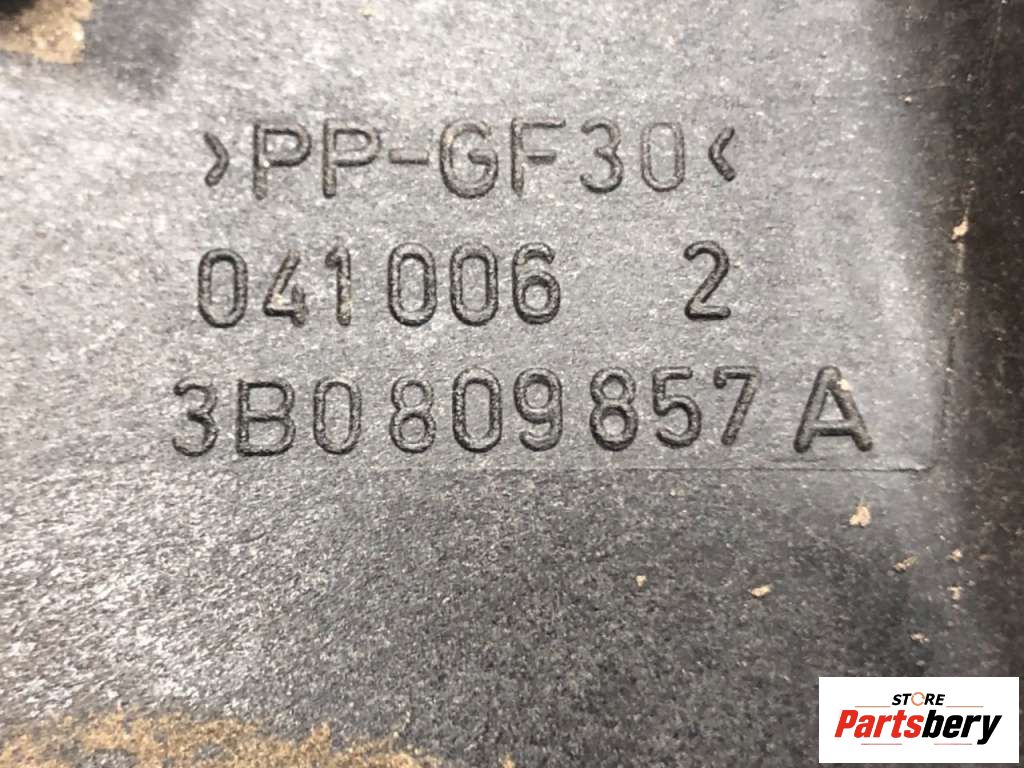 >PP-GF30<
041006 2
3B0809857A
STORE
Partsbery